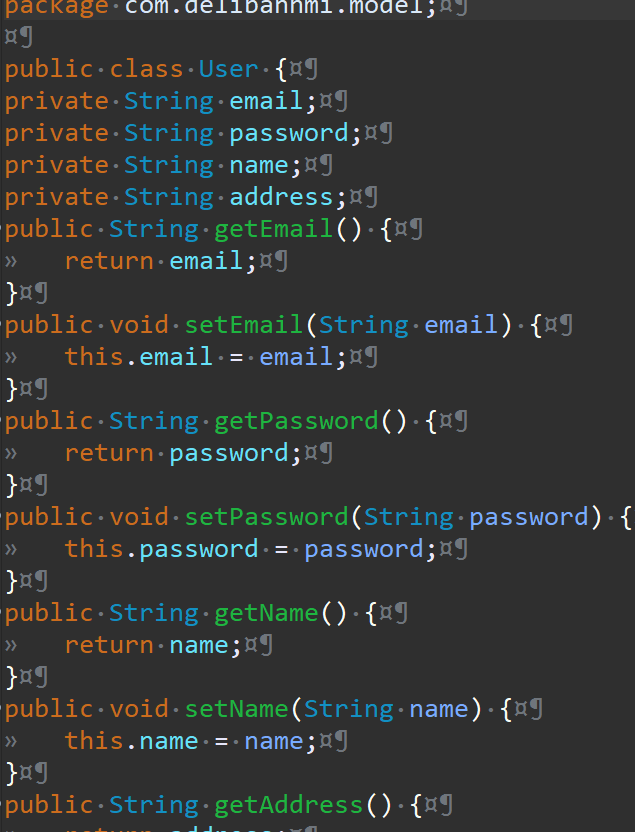 package com.delibanhmi.model;¤¶
¤¶
public·class·User·{¤¶
private·String·email;¤¶
private·String·password;¤¶
private·String·name;¤¶
private·String·address;¤¶
public·String·getEmail()·{¤¶
»   return·email;¤¶
}¤¶
public·void·setEmail(String·email)·{¤¶
»   this.email·=·email;¤¶
}¤¶
public·String·getPassword()·{¤¶
»   return·password;¤¶
}¤¶
public·void·setPassword(String·password)·{
»   this.password·=·password;¤¶
}¤¶
public·String·getName()·{¤¶
»   return·name;¤¶
}¤¶
public·void·setName(String·name)·{¤¶
»   this.name·=·name;¤¶
}¤¶
public·String·getAddress()·{¤¶
»   return·address;¤¶